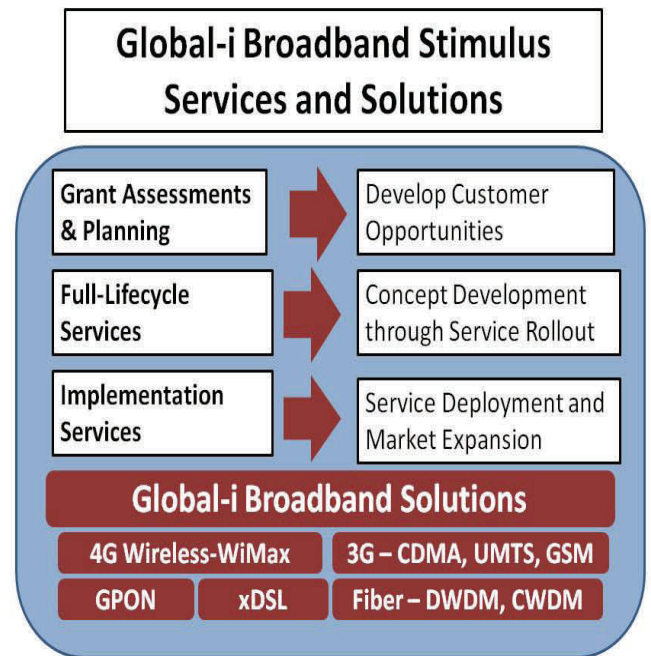 Global-i Broadband Stimulus
Services and Solutions
Grant Assessments
& Planning
Develop Customer
Opportunities
Full-Lifecycle
Services
Concept Development
through Service Rollout
Implementation
Services
Service Deployment and
Market Expansion
Global-i Broadband Solutions
4G Wireless-WiMax
3G – CDMA, UMTS, GSM
GPON
xDSL
Fiber – DWDM, CWDM